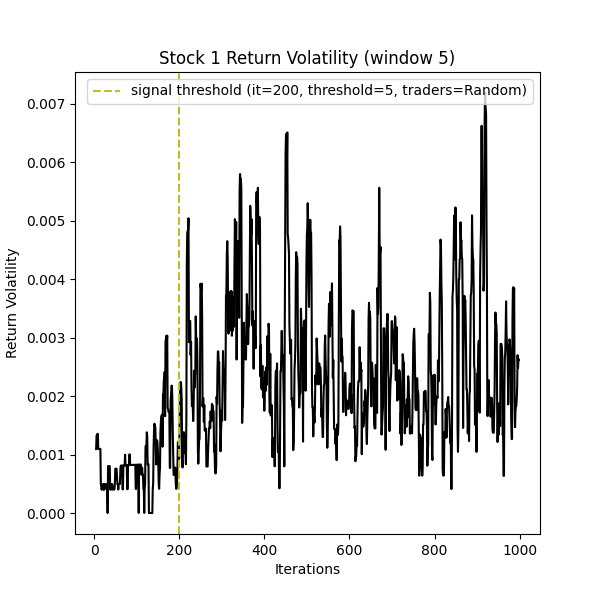 Stock 1 Return Volatility (window 5)
signal threshold (it=200, threshold=5, traders=Random)
0.007
0.006
0.005
0.004
0.003
0.002
0.001
0.000
Return Volatility
0 200 400 600 800 1000
Iterations